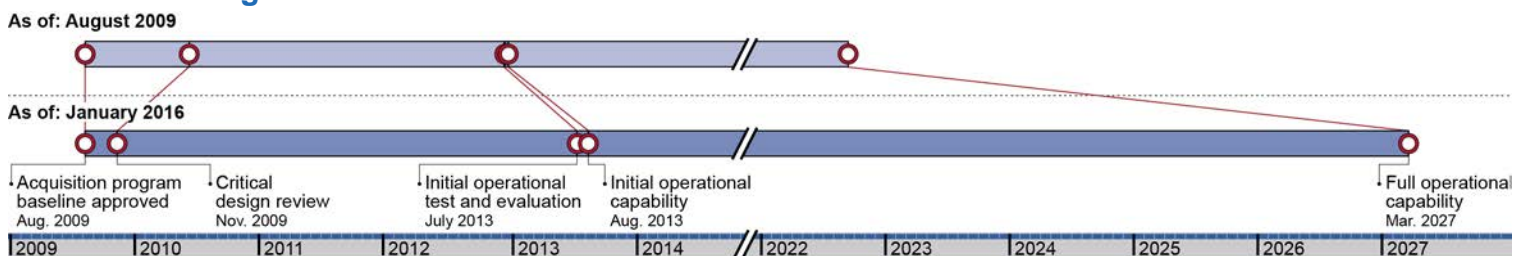 As of: August 2009
As of: January 2016
Acquisition program
baseline approved
Aug. 2009
Critical
design review
Nov. 2009
Initial operational
test and evaluation
July 2013
Initial operational
capability
Aug. 2013
Full operational
capability
Mar. 2027
2009 2010 2011 2012 2013 2014 2022 2023 2024 2025 2026 2027